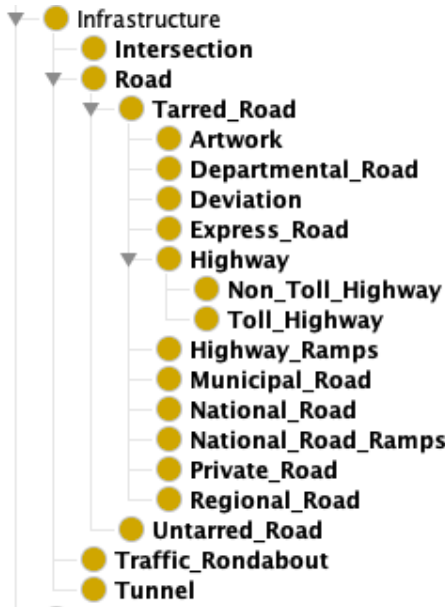 Infrastructure
Intersection
Road
Tarred_Road
Artwork
Departmental_Road
Deviation
Express_Road
Highway
Non_Toll_Highway
Toll_Highway
Highway_Ramps
Municipal_Road
National_Road
National_Road_Ramps
Private_Road
Regional_Road
Untarred_Road
Traffic_Rondabout
Tunnel